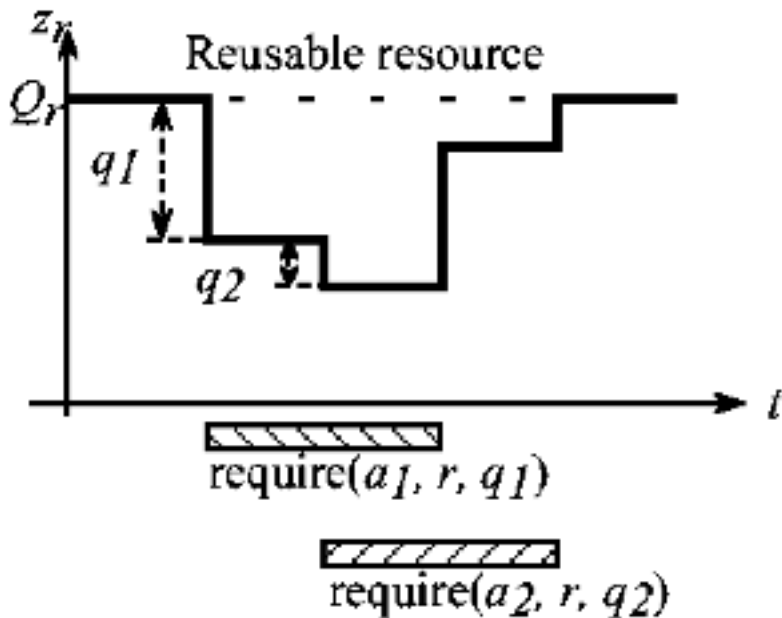 z_r
Reusable resource
Q_r
q1
q2
t
require(a1, r, q1)
require(a2, r, q2)